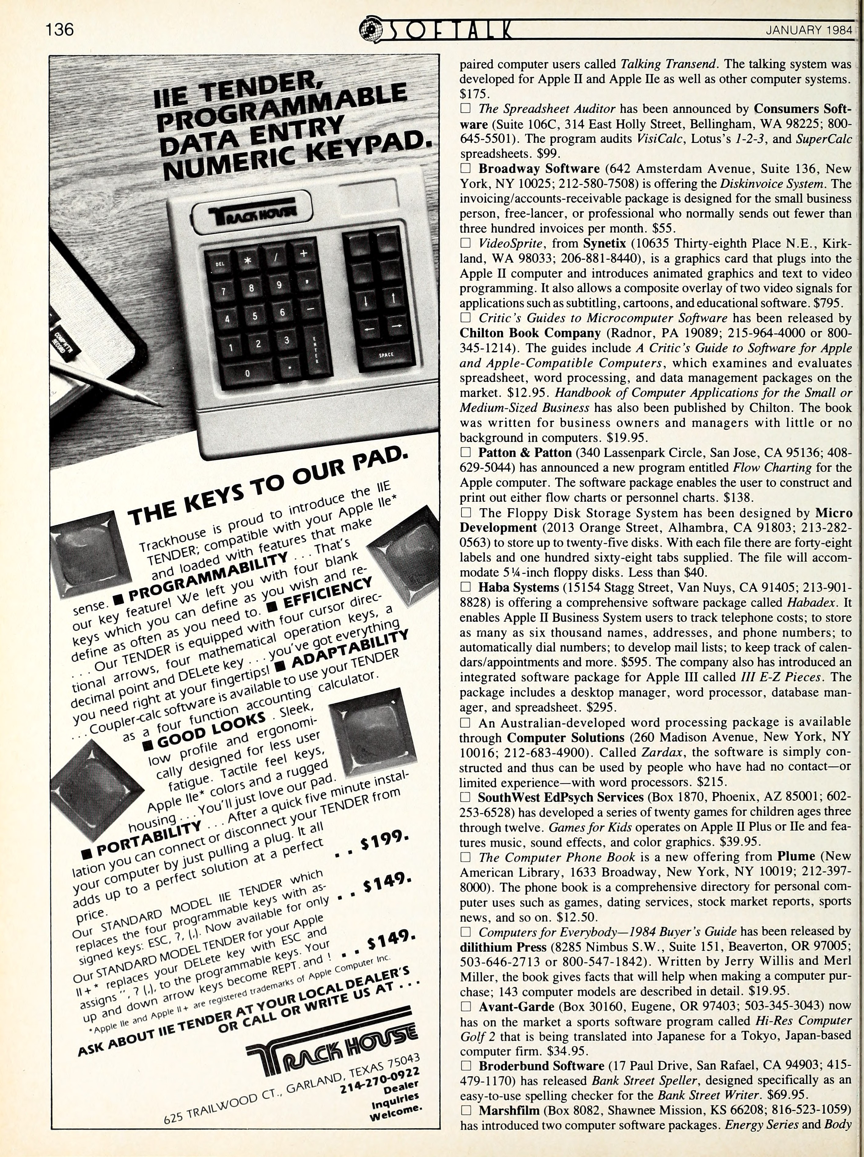 136
SOFTALK
JANUARY 1984
IIE TENDER,
PROGRAMMABLE
DATA ENTRY
NUMERIC KEYPAD.
TRACK HOUSE
DEL * / +
7 8 9
4 5 6 —
1 2 3 ENTER
0 .
↓ ↑
← →
SPACE
THE KEYS TO OUR PAD.
Trackhouse is proud to introduce the IIE
TENDER; compatible with your Apple IIe*
and loaded with features that make
sense. ■ PROGRAMMABILITY . . . That's
our key feature! We left you with four blank
keys which you can define as you wish and re-
define as often as you need to. ■ EFFICIENCY
. . . Our TENDER is equipped with four cursor direc-
tional arrows, four mathematical operation keys, a
decimal point and DELete key . . . you've got everything
you need right at your fingertips! ■ ADAPTABILITY
. . . Coupler-calc software is available to use your TENDER
as a four function accounting calculator.
■ GOOD LOOKS . Sleek,
low profile and ergonomi-
cally designed for less user
fatigue. Tactile feel keys,
Apple IIe* colors and a rugged
housing . . . You'll just love our pad.
■ PORTABILITY . . . After a quick five minute instal-
lation you can connect or disconnect your TENDER from
your computer by just pulling a plug. It all
adds up to a perfect solution at a perfect
price. . . $199.
Our STANDARD MODEL IIE TENDER which
replaces the four programmable keys with as-
signed keys: ESC, ?, (,). Now available for only . . $149.
Our STANDARD MODEL TENDER for your Apple
II+* replaces your DELete key with ESC and
assigns ", ? (,), to the programmable keys. Your
up and down arrow keys become REPT. and ! . . $149.
*Apple IIe and Apple II+ are registered trademarks of Apple Computer Inc.
ASK ABOUT IIE TENDER AT YOUR LOCAL DEALER'S
OR CALL OR WRITE US AT . . .
TRACK HOUSE
625 TRAILWOOD CT., GARLAND, TEXAS 75043
214-270-0922
Dealer
Inquiries
Welcome.
paired computer users called Talking Transend. The talking system was
developed for Apple II and Apple IIe as well as other computer systems.
$175.
□ The Spreadsheet Auditor has been announced by Consumers Soft-
ware (Suite 106C, 314 East Holly Street, Bellingham, WA 98225; 800-
645-5501). The program audits VisiCalc, Lotus's 1-2-3, and SuperCalc
spreadsheets. $99.
□ Broadway Software (642 Amsterdam Avenue, Suite 136, New
York, NY 10025; 212-580-7508) is offering the Diskinvoice System. The
invoicing/accounts-receivable package is designed for the small business
person, free-lancer, or professional who normally sends out fewer than
three hundred invoices per month. $55.
□ VideoSprite, from Synetix (10635 Thirty-eighth Place N.E., Kirk-
land, WA 98033; 206-881-8440), is a graphics card that plugs into the
Apple II computer and introduces animated graphics and text to video
programming. It also allows a composite overlay of two video signals for
applications such as subtitling, cartoons, and educational software. $795.
□ Critic's Guides to Microcomputer Software has been released by
Chilton Book Company (Radnor, PA 19089; 215-964-4000 or 800-
345-1214). The guides include A Critic's Guide to Software for Apple
and Apple-Compatible Computers, which examines and evaluates
spreadsheet, word processing, and data management packages on the
market. $12.95. Handbook of Computer Applications for the Small or
Medium-Sized Business has also been published by Chilton. The book
was written for business owners and managers with little or no
background in computers. $19.95.
□ Patton & Patton (340 Lassenpark Circle, San Jose, CA 95136; 408-
629-5044) has announced a new program entitled Flow Charting for the
Apple computer. The software package enables the user to construct and
print out either flow charts or personnel charts. $138.
□ The Floppy Disk Storage System has been designed by Micro
Development (2013 Orange Street, Alhambra, CA 91803; 213-282-
0563) to store up to twenty-five disks. With each file there are forty-eight
labels and one hundred sixty-eight tabs supplied. The file will accom-
modate 5¼-inch floppy disks. Less than $40.
□ Haba Systems (15154 Stagg Street, Van Nuys, CA 91405; 213-901-
8828) is offering a comprehensive software package called Habadex. It
enables Apple II Business System users to track telephone costs; to store
as many as six thousand names, addresses, and phone numbers; to
automatically dial numbers; to develop mail lists; to keep track of calen-
dars/appointments and more. $595. The company also has introduced an
integrated software package for Apple III called III E-Z Pieces. The
package includes a desktop manager, word processor, database man-
ager, and spreadsheet. $295.
□ An Australian-developed word processing package is available
through Computer Solutions (260 Madison Avenue, New York, NY
10016; 212-683-4900). Called Zardax, the software is simply con-
structed and thus can be used by people who have had no contact—or
limited experience—with word processors. $215.
□ SouthWest EdPsych Services (Box 1870, Phoenix, AZ 85001; 602-
253-6528) has developed a series of twenty games for children ages three
through twelve. Games for Kids operates on Apple II Plus or IIe and fea-
tures music, sound effects, and color graphics. $39.95.
□ The Computer Phone Book is a new offering from Plume (New
American Library, 1633 Broadway, New York, NY 10019; 212-397-
8000). The phone book is a comprehensive directory for personal com-
puter uses such as games, dating services, stock market reports, sports
news, and so on. $12.50.
□ Computers for Everybody—1984 Buyer's Guide has been released by
dilithium Press (8285 Nimbus S.W., Suite 151, Beaverton, OR 97005;
503-646-2713 or 800-547-1842). Written by Jerry Willis and Merl
Miller, the book gives facts that will help when making a computer pur-
chase; 143 computer models are described in detail. $19.95.
□ Avant-Garde (Box 30160, Eugene, OR 97403; 503-345-3043) now
has on the market a sports software program called Hi-Res Computer
Golf 2 that is being translated into Japanese for a Tokyo, Japan-based
computer firm. $34.95.
□ Broderbund Software (17 Paul Drive, San Rafael, CA 94903; 415-
479-1170) has released Bank Street Speller, designed specifically as an
easy-to-use spelling checker for the Bank Street Writer. $69.95.
□ Marshfilm (Box 8082, Shawnee Mission, KS 66208; 816-523-1059)
has introduced two computer software packages. Energy Series and Body